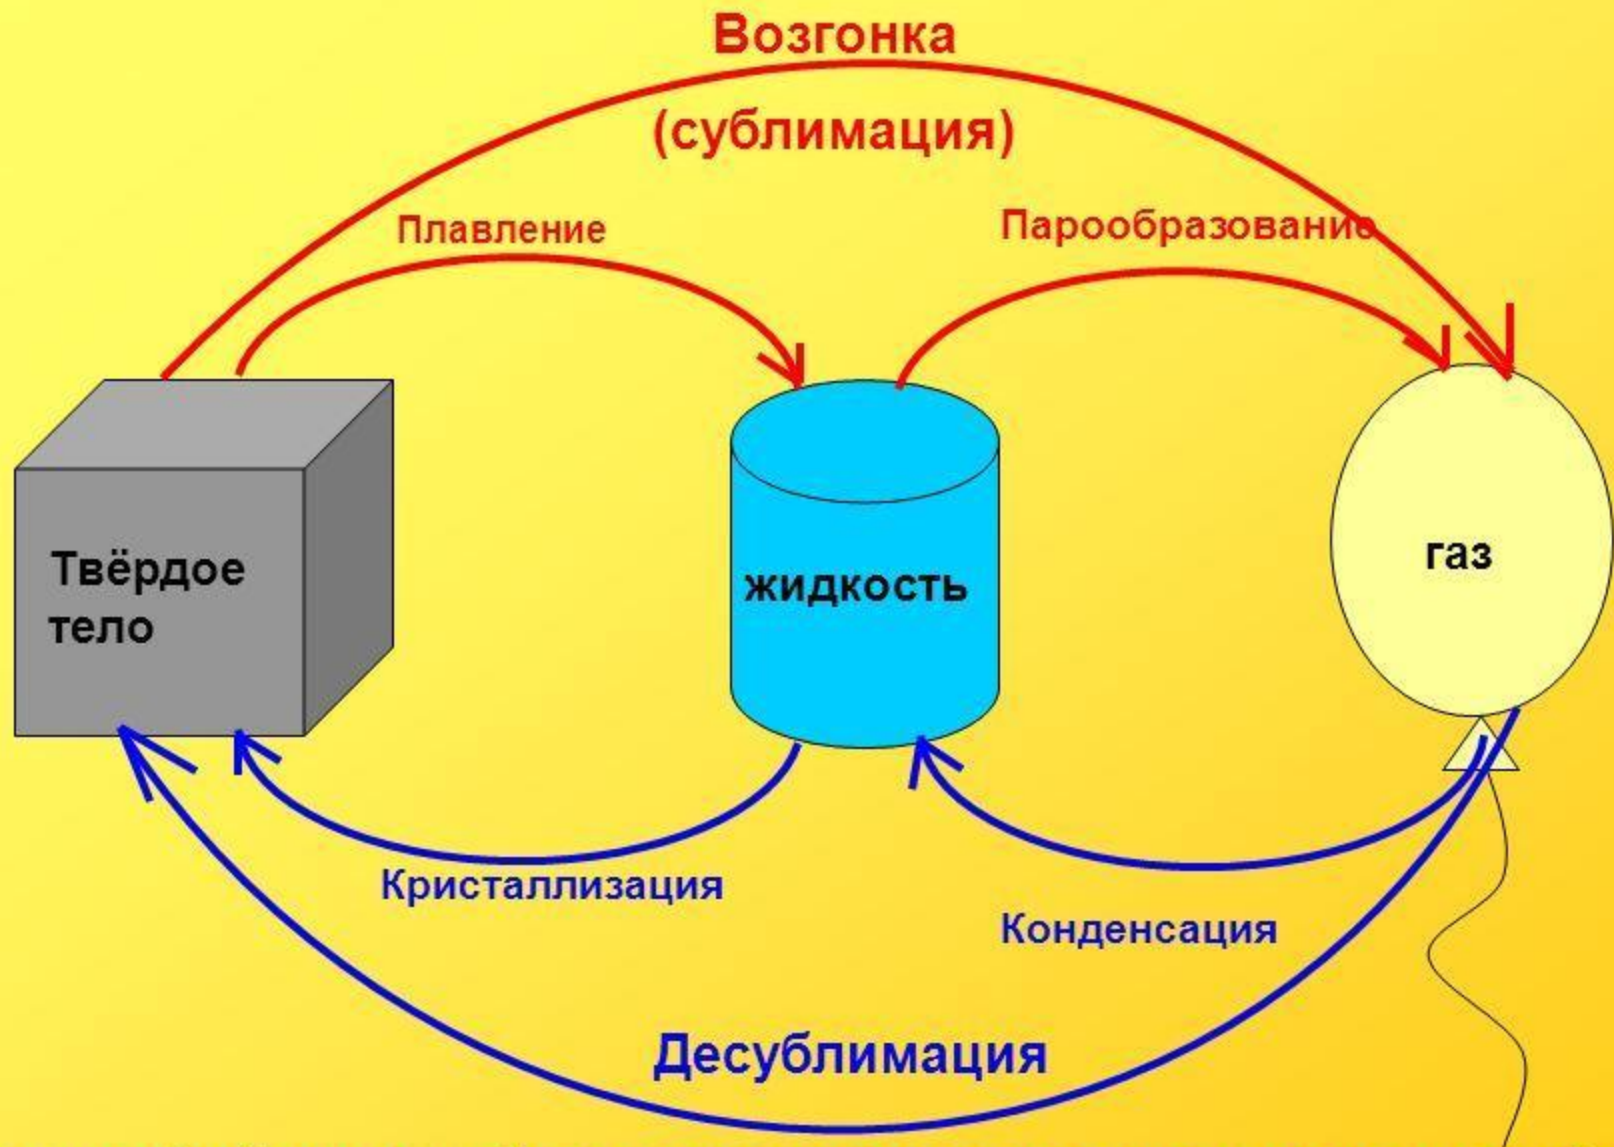 Возгонка
(сублимация)
Плавление
Парообразование
Твёрдое
тело
жидкость
газ
Кристаллизация
Конденсация
Десублимация